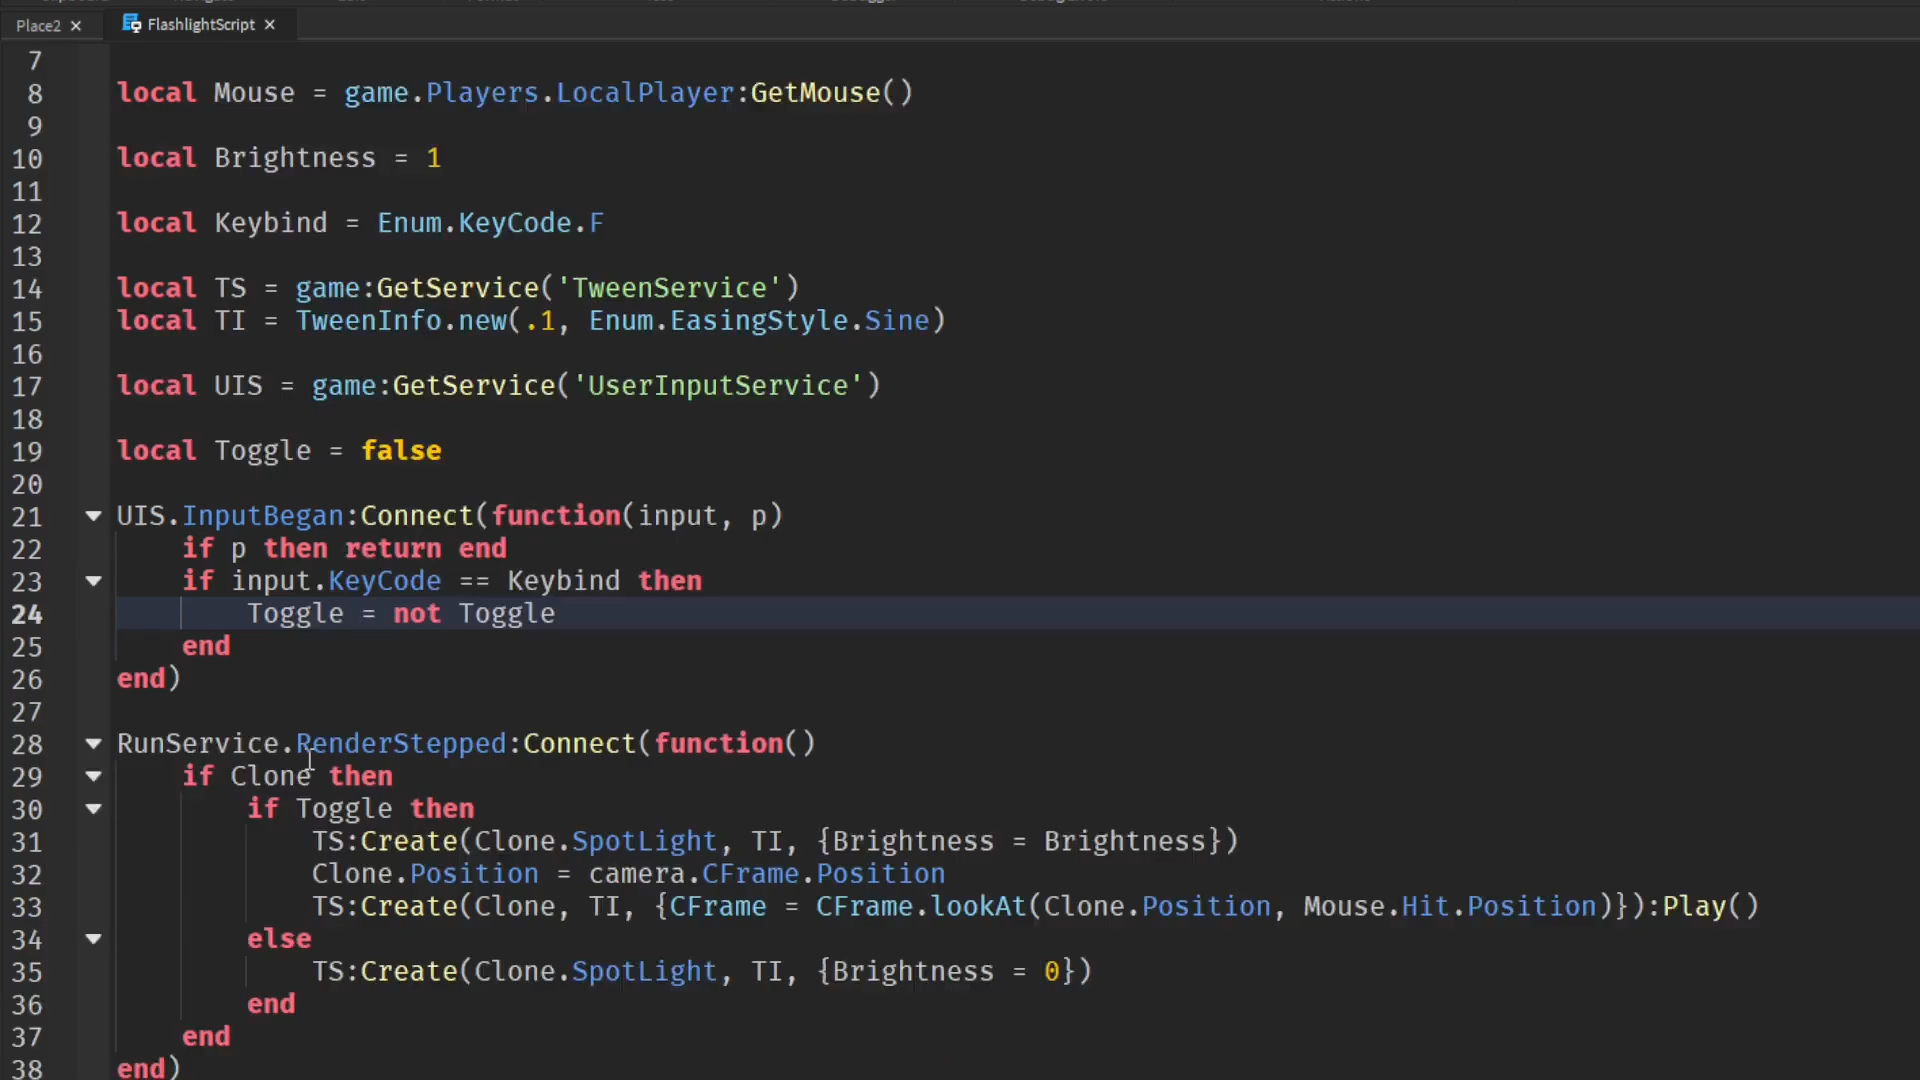 Place2 ×
FlashlightScript ×
7
8 local Mouse = game.Players.LocalPlayer:GetMouse()
9
10 local Brightness = 1
11
12 local Keybind = Enum.KeyCode.F
13
14 local TS = game:GetService('TweenService')
15 local TI = TweenInfo.new(.1, Enum.EasingStyle.Sine)
16
17 local UIS = game:GetService('UserInputService')
18
19 local Toggle = false
20
21 UIS.InputBegan:Connect(function(input, p)
22 if p then return end
23 if input.KeyCode == Keybind then
24 Toggle = not Toggle
25 end
26 end)
27
28 RunService.RenderStepped:Connect(function()
29 if Clone then
30 if Toggle then
31 TS:Create(Clone.SpotLight, TI, {Brightness = Brightness})
32 Clone.Position = camera.CFrame.Position
33 TS:Create(Clone, TI, {CFrame = CFrame.lookAt(Clone.Position, Mouse.Hit.Position)}):Play()
34 else
35 TS:Create(Clone.SpotLight, TI, {Brightness = 0})
36 end
37 end
38 end)